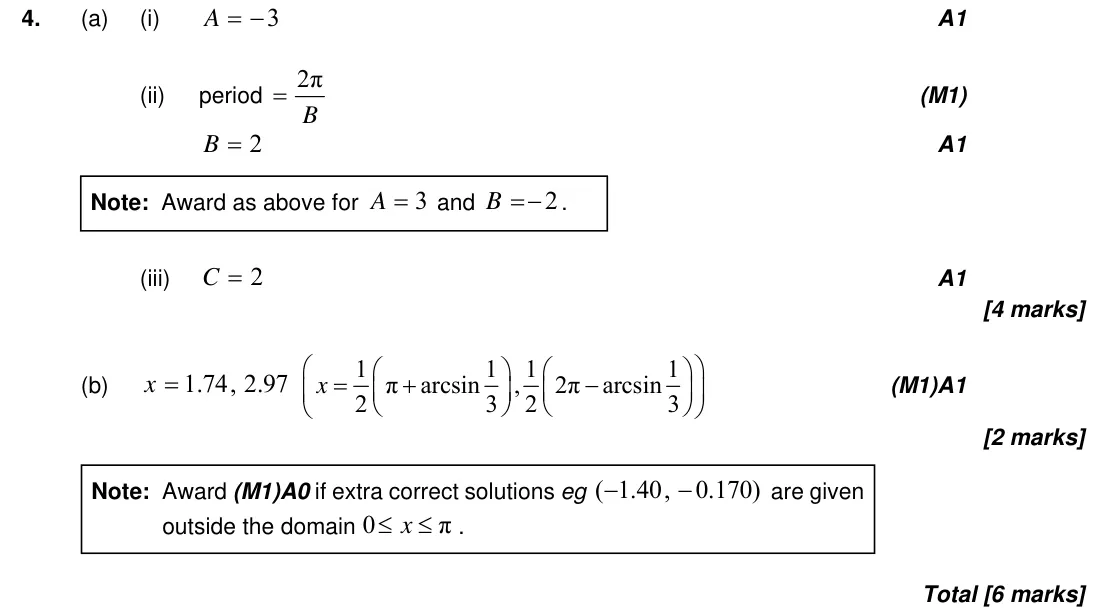 4. (a) (i) A = −3 A1
(ii) period = 2π/B (M1)
B = 2 A1
Note: Award as above for A = 3 and B =−2.
(iii) C = 2 A1
[4 marks]
(b) x = 1.74, 2.97 (x = 1/2(π + arcsin 1/3), 1/2(2π − arcsin 1/3)) (M1)A1
[2 marks]
Note: Award (M1)A0 if extra correct solutions eg (−1.40, −0.170) are given
outside the domain 0 ≤ x ≤ π.
Total [6 marks]